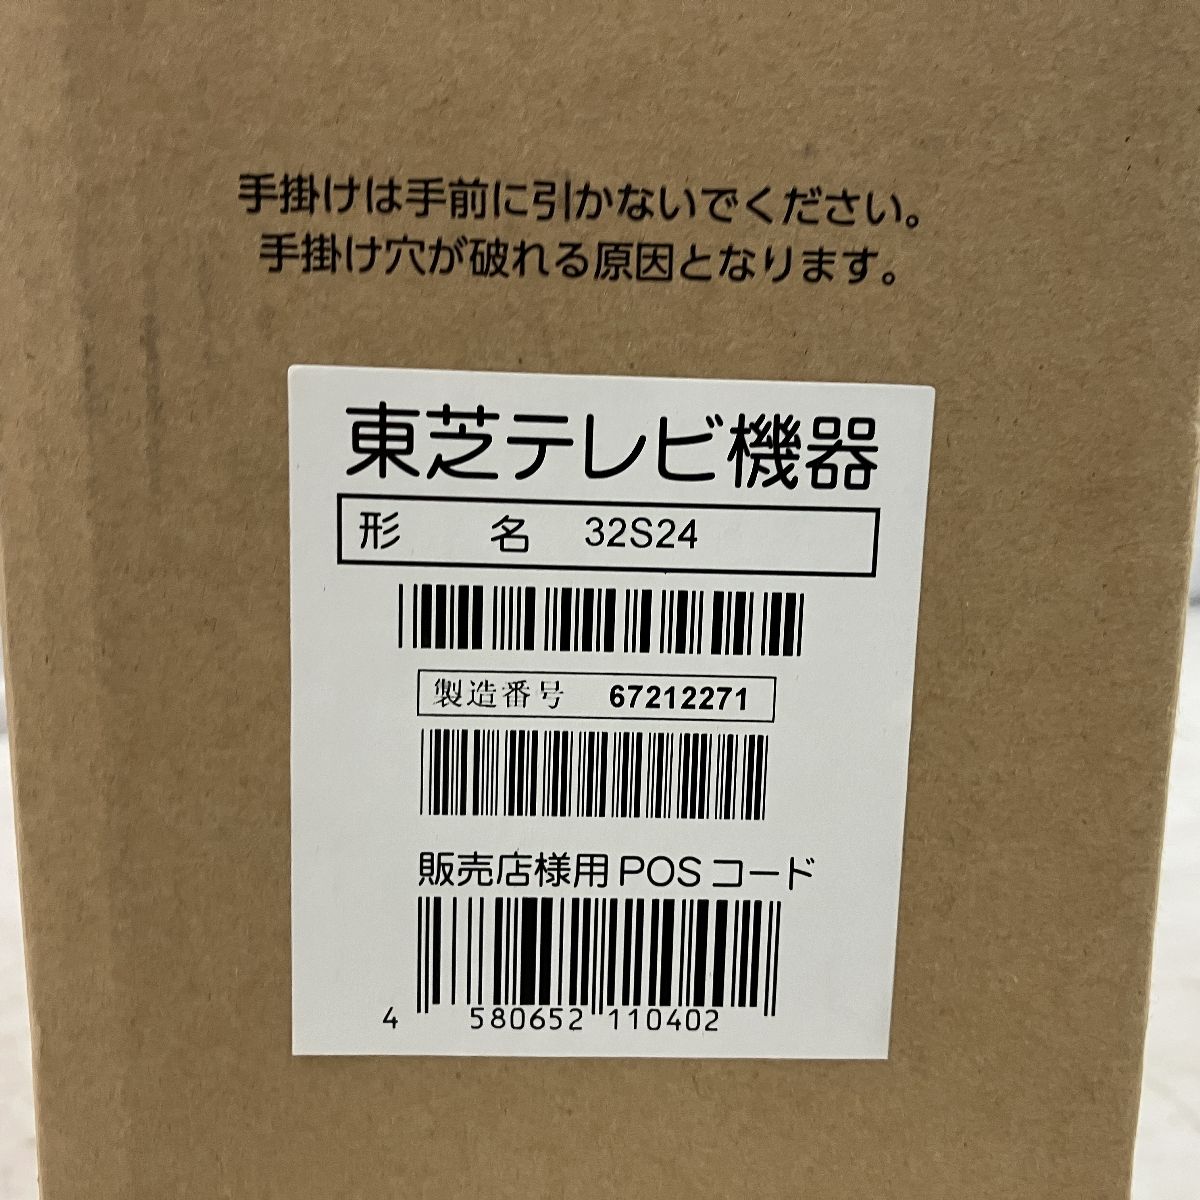 手掛けは手前に引かないでください。
手掛け穴が破れる原因となります。
東芝テレビ機器
形 名 32S24
製造番号 67212271
販売店様用POSコード
4 580652 110402